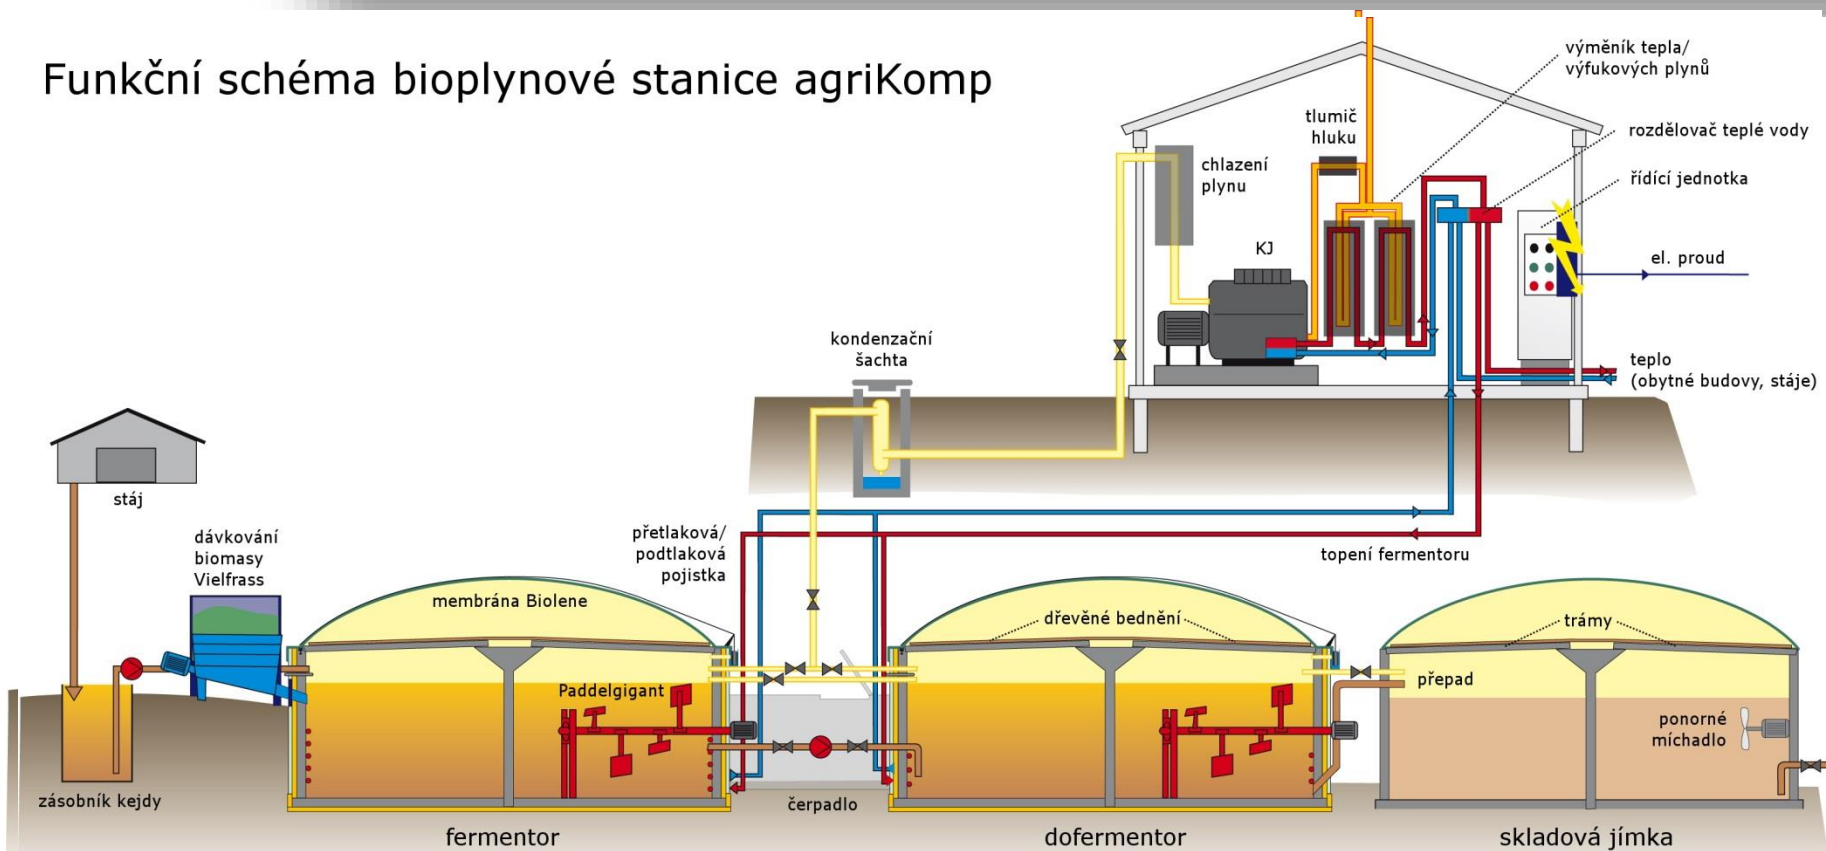 Funkční schéma bioplynové stanice agriKomp
výměník tepla/
výfukových plynů
tlumič
hluku
rozdělovač teplé vody
chlazení
plynu
řídící jednotka
KJ
el. proud
kondenzační
šachta
teplo
(obytné budovy, stáje)
stáj
dávkování
biomasy
Vielfrass
přetlaková/
podtlaková
pojistka
topení fermentoru
membrána Biolene
dřevěné bednění
trámy
Paddelgigant
přepad
ponorné
míchadlo
zásobník kejdy
čerpadlo
fermentor
dofermentor
skladová jímka